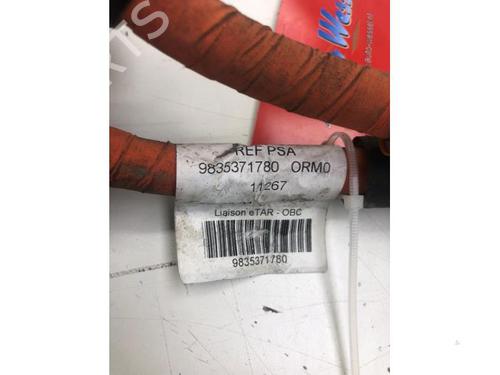 REF PSA
9835371780 ORM0
11267
Liaison eTAR - OBC
9835371780